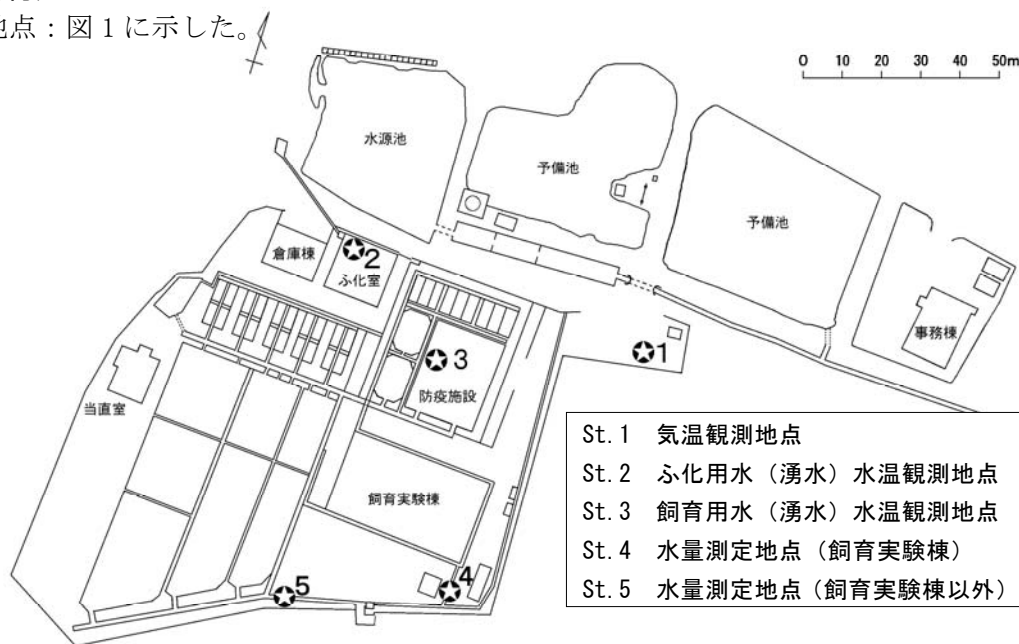 地点：図1に示した。
0 10 20 30 40 50m
水源池
予備池
予備池
倉庫棟
2
ふ化室
事務棟
1
3
防疫施設
当直室
飼育実験棟
4
5
St.1 気温観測地点
St.2 ふ化用水（湧水）水温観測地点
St.3 飼育用水（湧水）水温観測地点
St.4 水量測定地点（飼育実験棟）
St.5 水量測定地点（飼育実験棟以外）